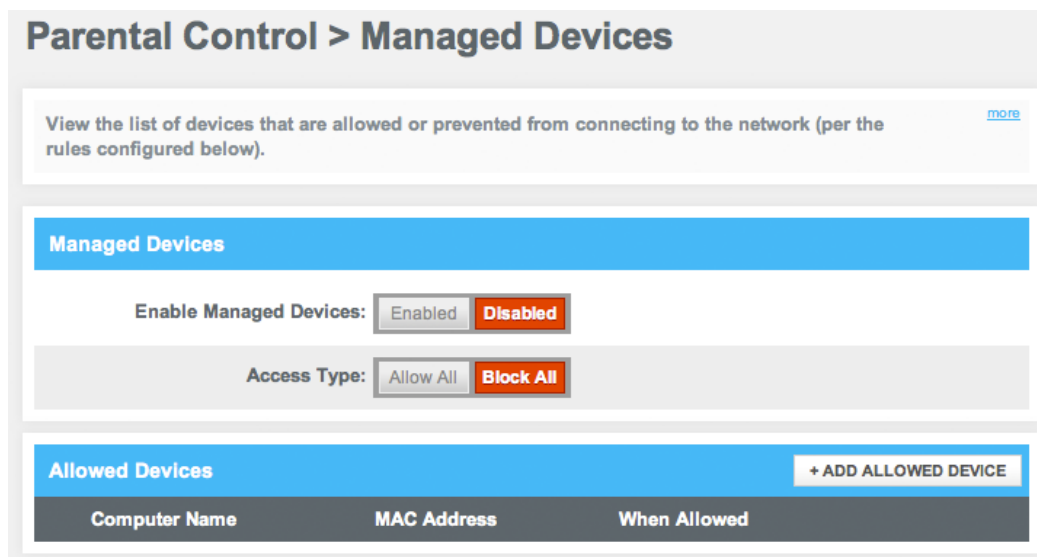 Parental Control > Managed Devices
View the list of devices that are allowed or prevented from connecting to the network (per the
rules configured below).
more
Managed Devices
Enable Managed Devices: Enabled Disabled
Access Type: Allow All Block All
Allowed Devices + ADD ALLOWED DEVICE
Computer Name MAC Address When Allowed